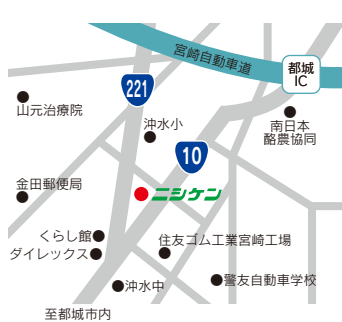 宮崎自動車道
都城
IC
221
山元治療院
沖水小
南日本
酪農協同
10
金田郵便局
ニシケン
くらし館
ダイレックス
住友ゴム工業宮崎工場
沖水中
警友自動車学校
至都城市内